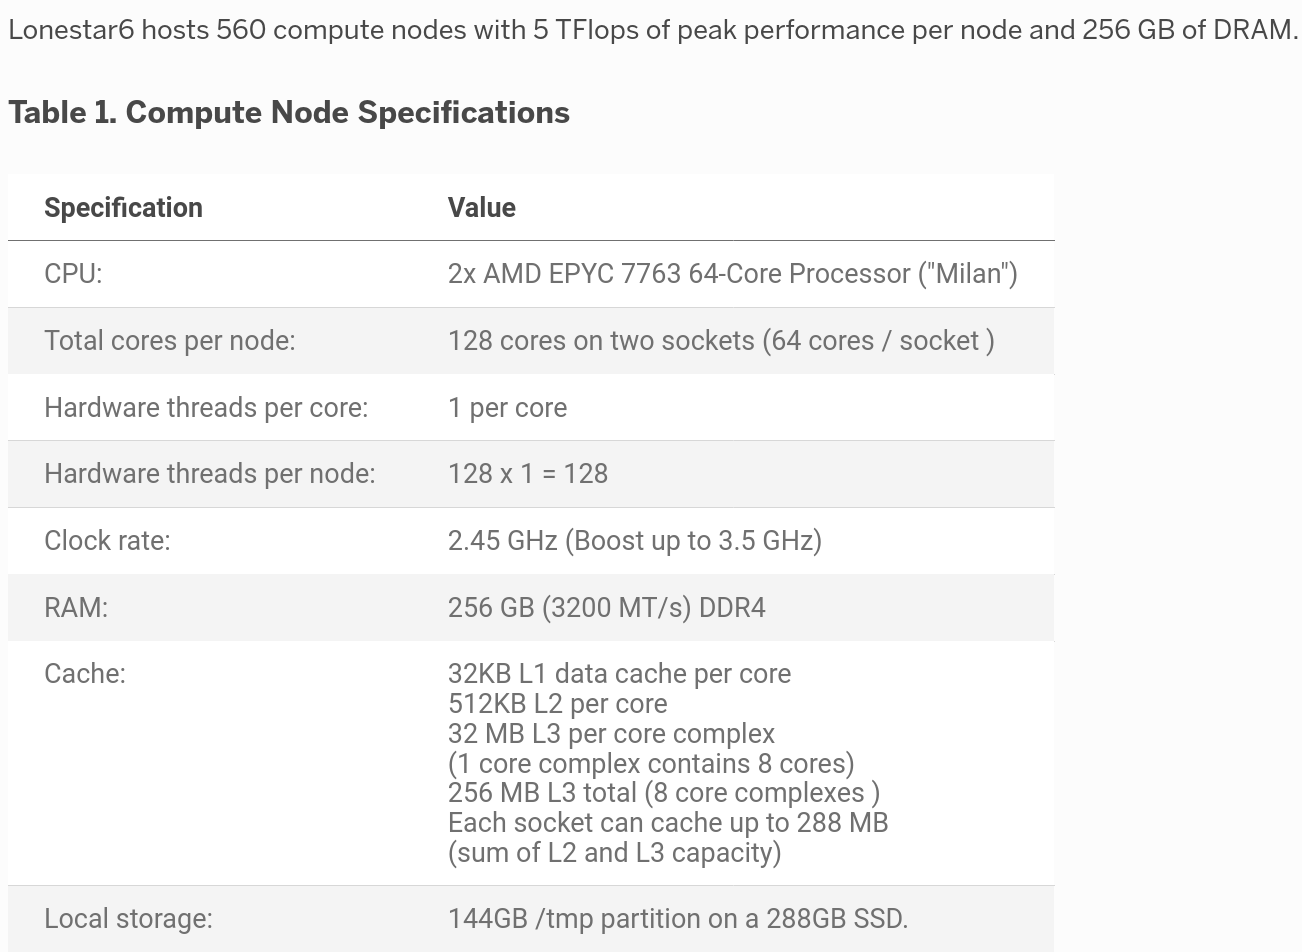 Lonestar6 hosts 560 compute nodes with 5 TFlops of peak performance per node and 256 GB of DRAM.
Table 1. Compute Node Specifications
Specification Value
CPU: 2x AMD EPYC 7763 64-Core Processor ("Milan")
Total cores per node: 128 cores on two sockets (64 cores / socket )
Hardware threads per core: 1 per core
Hardware threads per node: 128 x 1 = 128
Clock rate: 2.45 GHz (Boost up to 3.5 GHz)
RAM: 256 GB (3200 MT/s) DDR4
Cache: 32KB L1 data cache per core
512KB L2 per core
32 MB L3 per core complex
(1 core complex contains 8 cores)
256 MB L3 total (8 core complexes )
Each socket can cache up to 288 MB
(sum of L2 and L3 capacity)
Local storage: 144GB /tmp partition on a 288GB SSD.